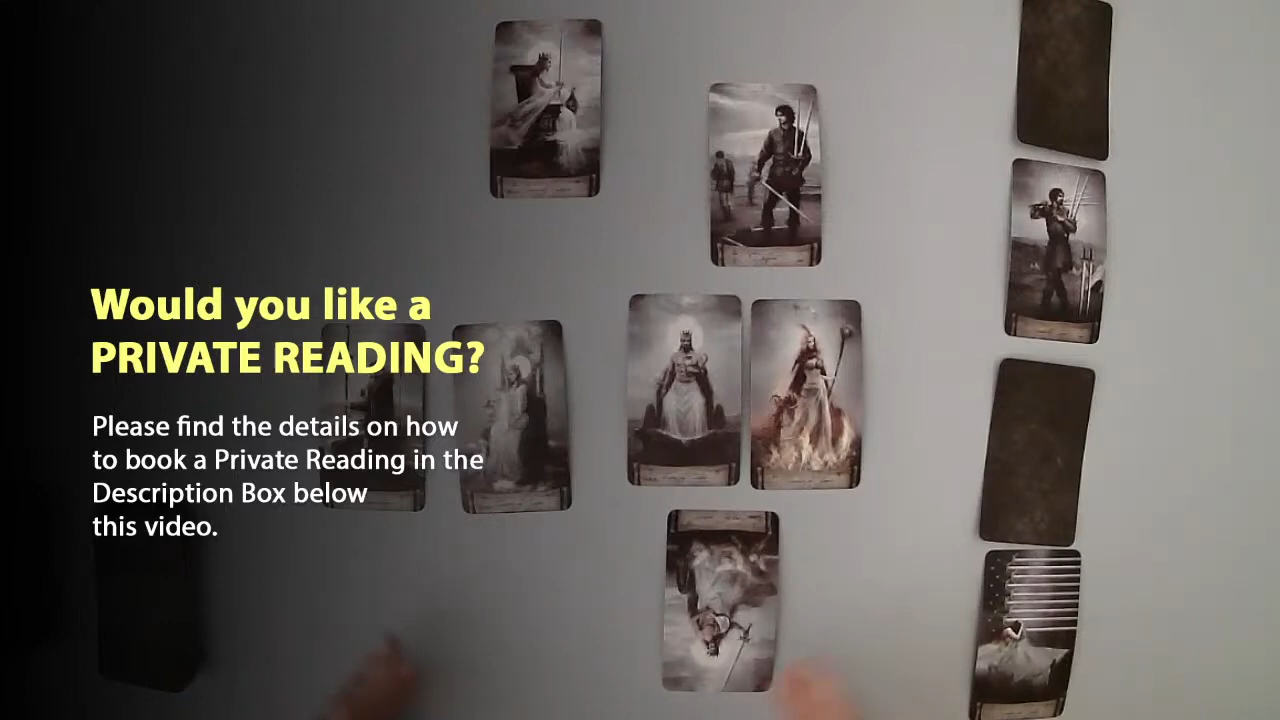 Would you like a
PRIVATE READING?
Please find the details on how
to book a Private Reading in the
Description Box below
this video.